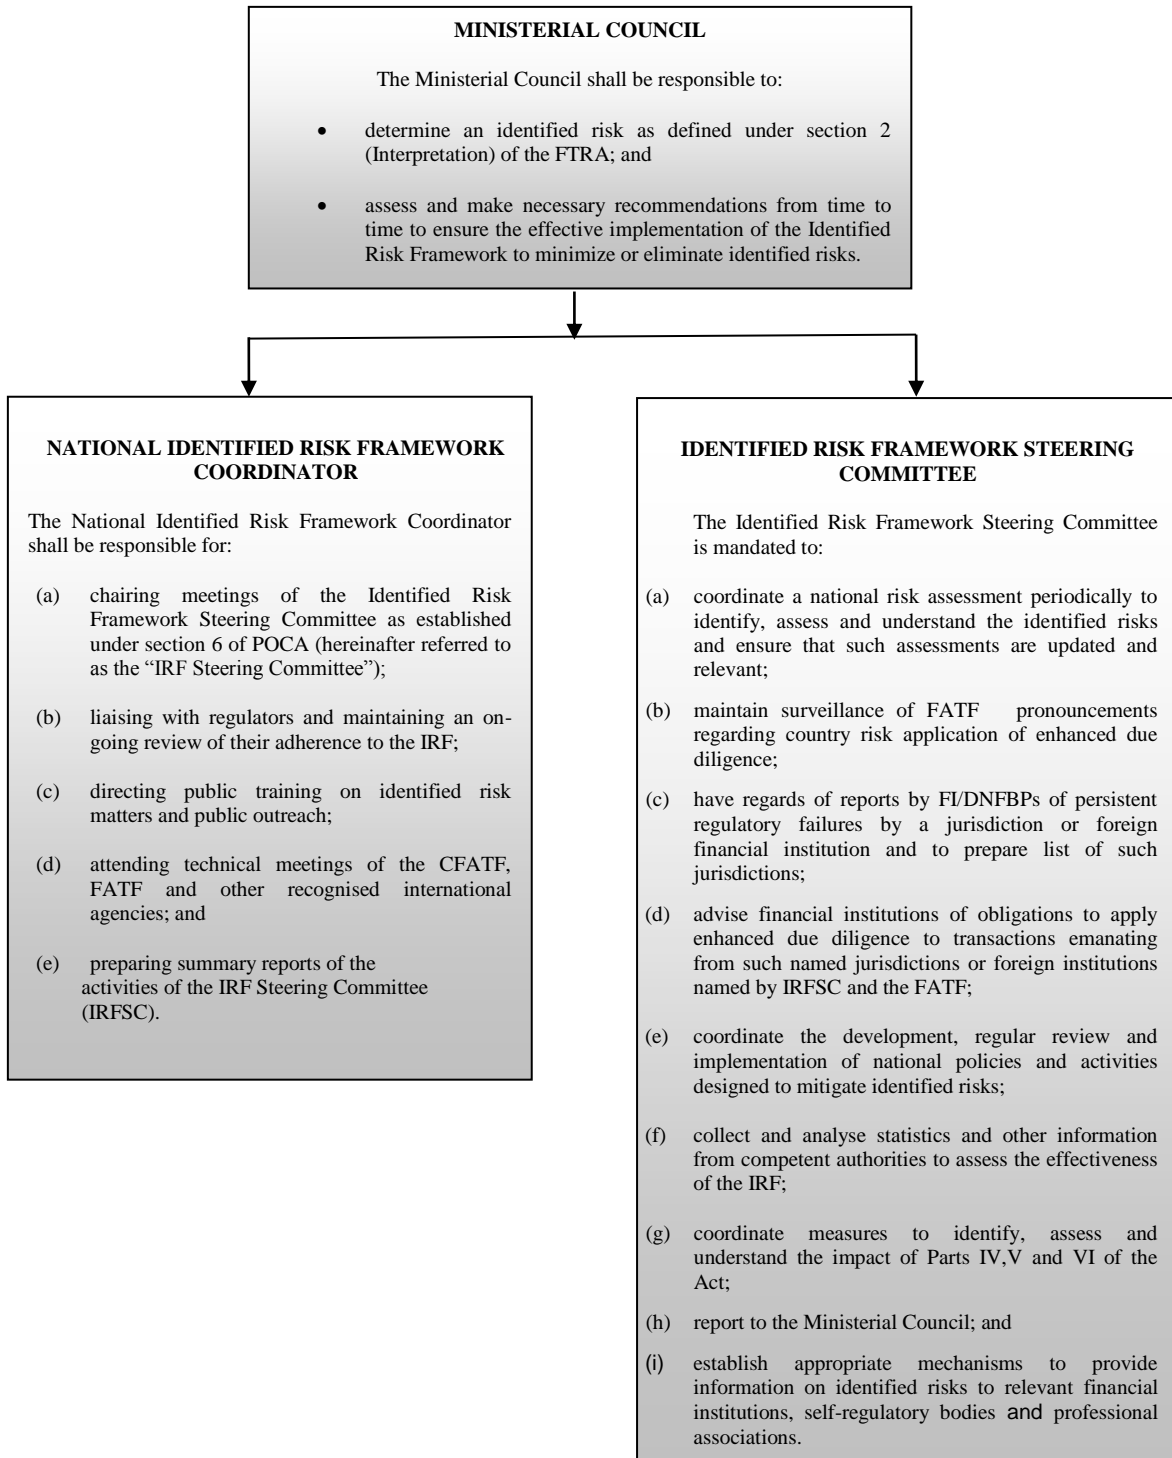 MINISTERIAL COUNCIL
The Ministerial Council shall be responsible to:
• determine an identified risk as defined under section 2
(Interpretation) of the FTRA; and
• assess and make necessary recommendations from time to
time to ensure the effective implementation of the Identified
Risk Framework to minimize or eliminate identified risks.
NATIONAL IDENTIFIED RISK FRAMEWORK
COORDINATOR
The National Identified Risk Framework Coordinator
shall be responsible for:
(a) chairing meetings of the Identified Risk
Framework Steering Committee as established
under section 6 of POCA (hereinafter referred to
as the “IRF Steering Committee”);
(b) liaising with regulators and maintaining an on-
going review of their adherence to the IRF;
(c) directing public training on identified risk
matters and public outreach;
(d) attending technical meetings of the CFATF,
FATF and other recognised international
agencies; and
(e) preparing summary reports of the
activities of the IRF Steering Committee
(IRFSC).
IDENTIFIED RISK FRAMEWORK STEERING
COMMITTEE
The Identified Risk Framework Steering Committee
is mandated to:
(a) coordinate a national risk assessment periodically to
identify, assess and understand the identified risks
and ensure that such assessments are updated and
relevant;
(b) maintain surveillance of FATF pronouncements
regarding country risk application of enhanced due
diligence;
(c) have regards of reports by FI/DNFBPs of persistent
regulatory failures by a jurisdiction or foreign
financial institution and to prepare list of such
jurisdictions;
(d) advise financial institutions of obligations to apply
enhanced due diligence to transactions emanating
from such named jurisdictions or foreign institutions
named by IRFSC and the FATF;
(e) coordinate the development, regular review and
implementation of national policies and activities
designed to mitigate identified risks;
(f) collect and analyse statistics and other information
from competent authorities to assess the effectiveness
of the IRF;
(g) coordinate measures to identify, assess and
understand the impact of Parts IV,V and VI of the
Act;
(h) report to the Ministerial Council; and
(i) establish appropriate mechanisms to provide
information on identified risks to relevant financial
institutions, self-regulatory bodies and professional
associations.